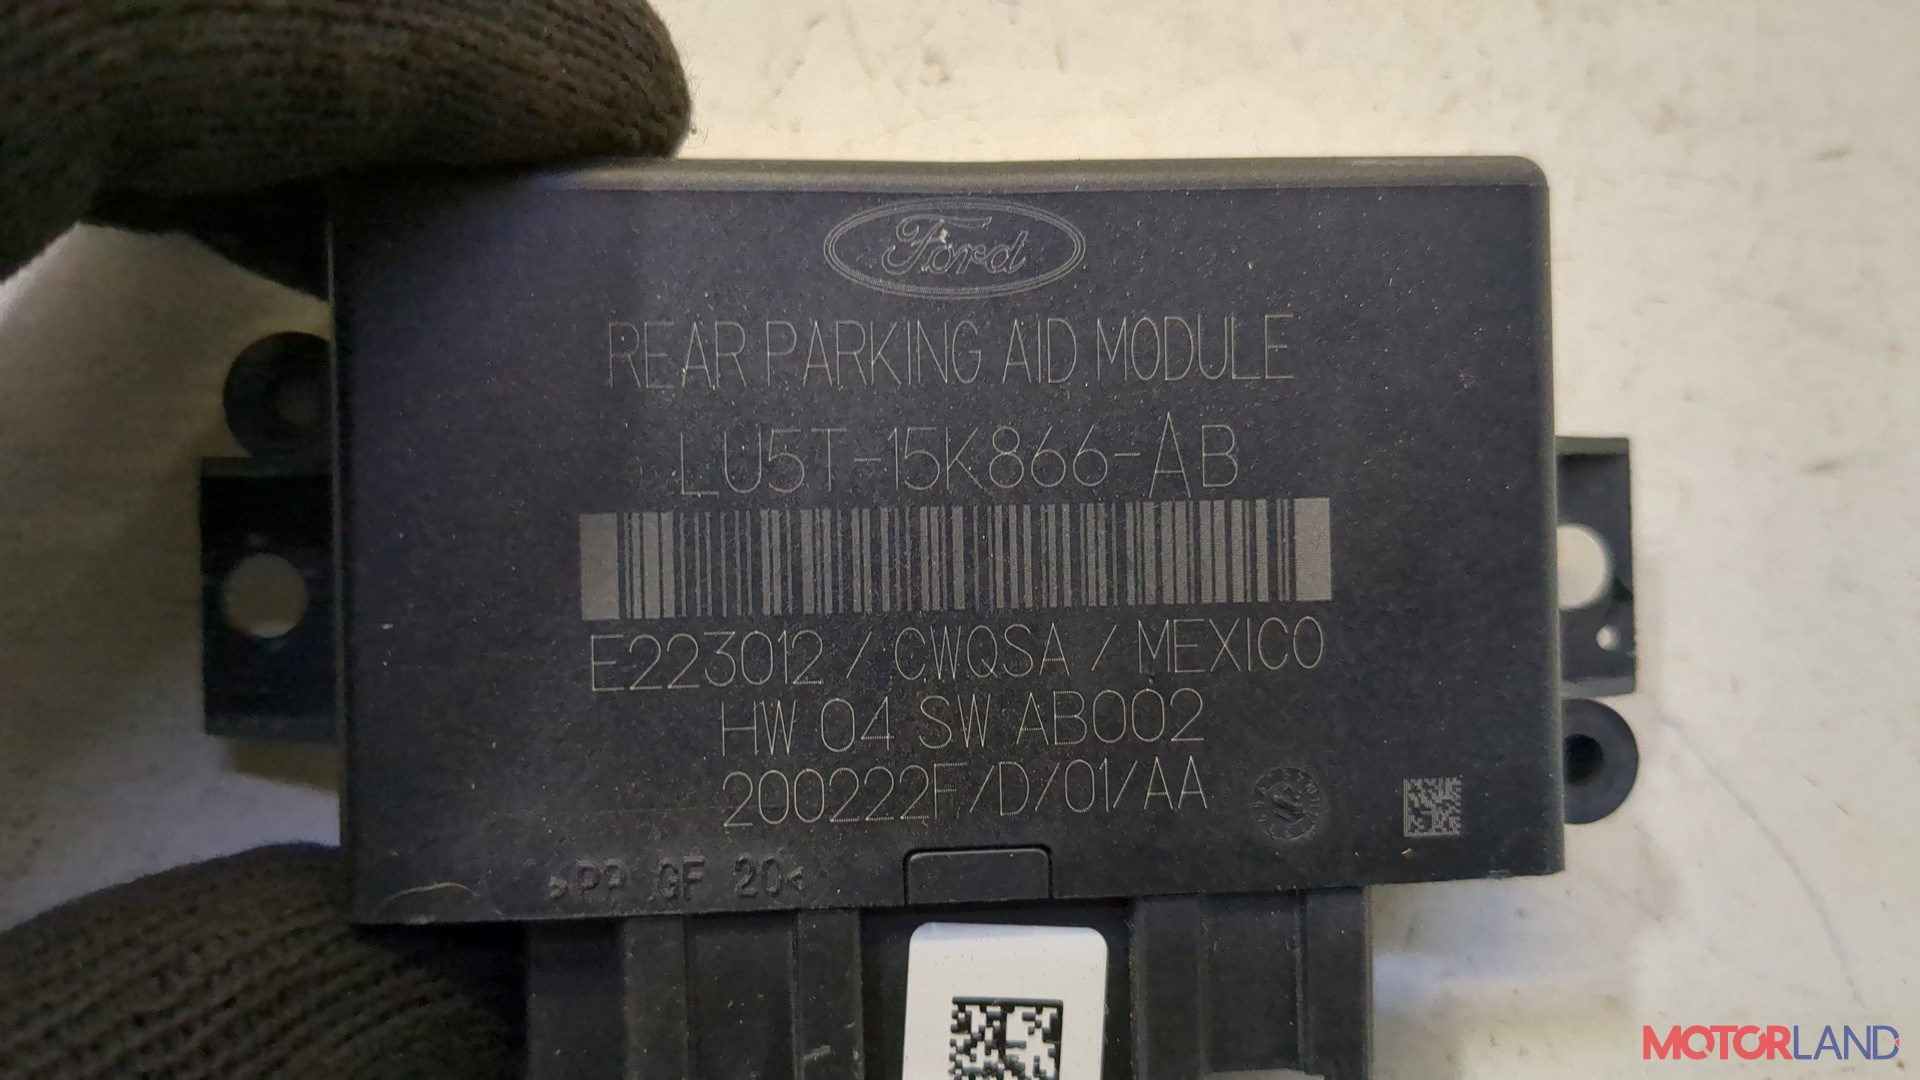 Ford
REAR PARKING AID MODULE
LU5T-15K866-AB
E223012 / CWQSA / MEXICO
HW 04 SW AB002
200222F/D/01/AA
>PP GF 20<
MOTORLAND